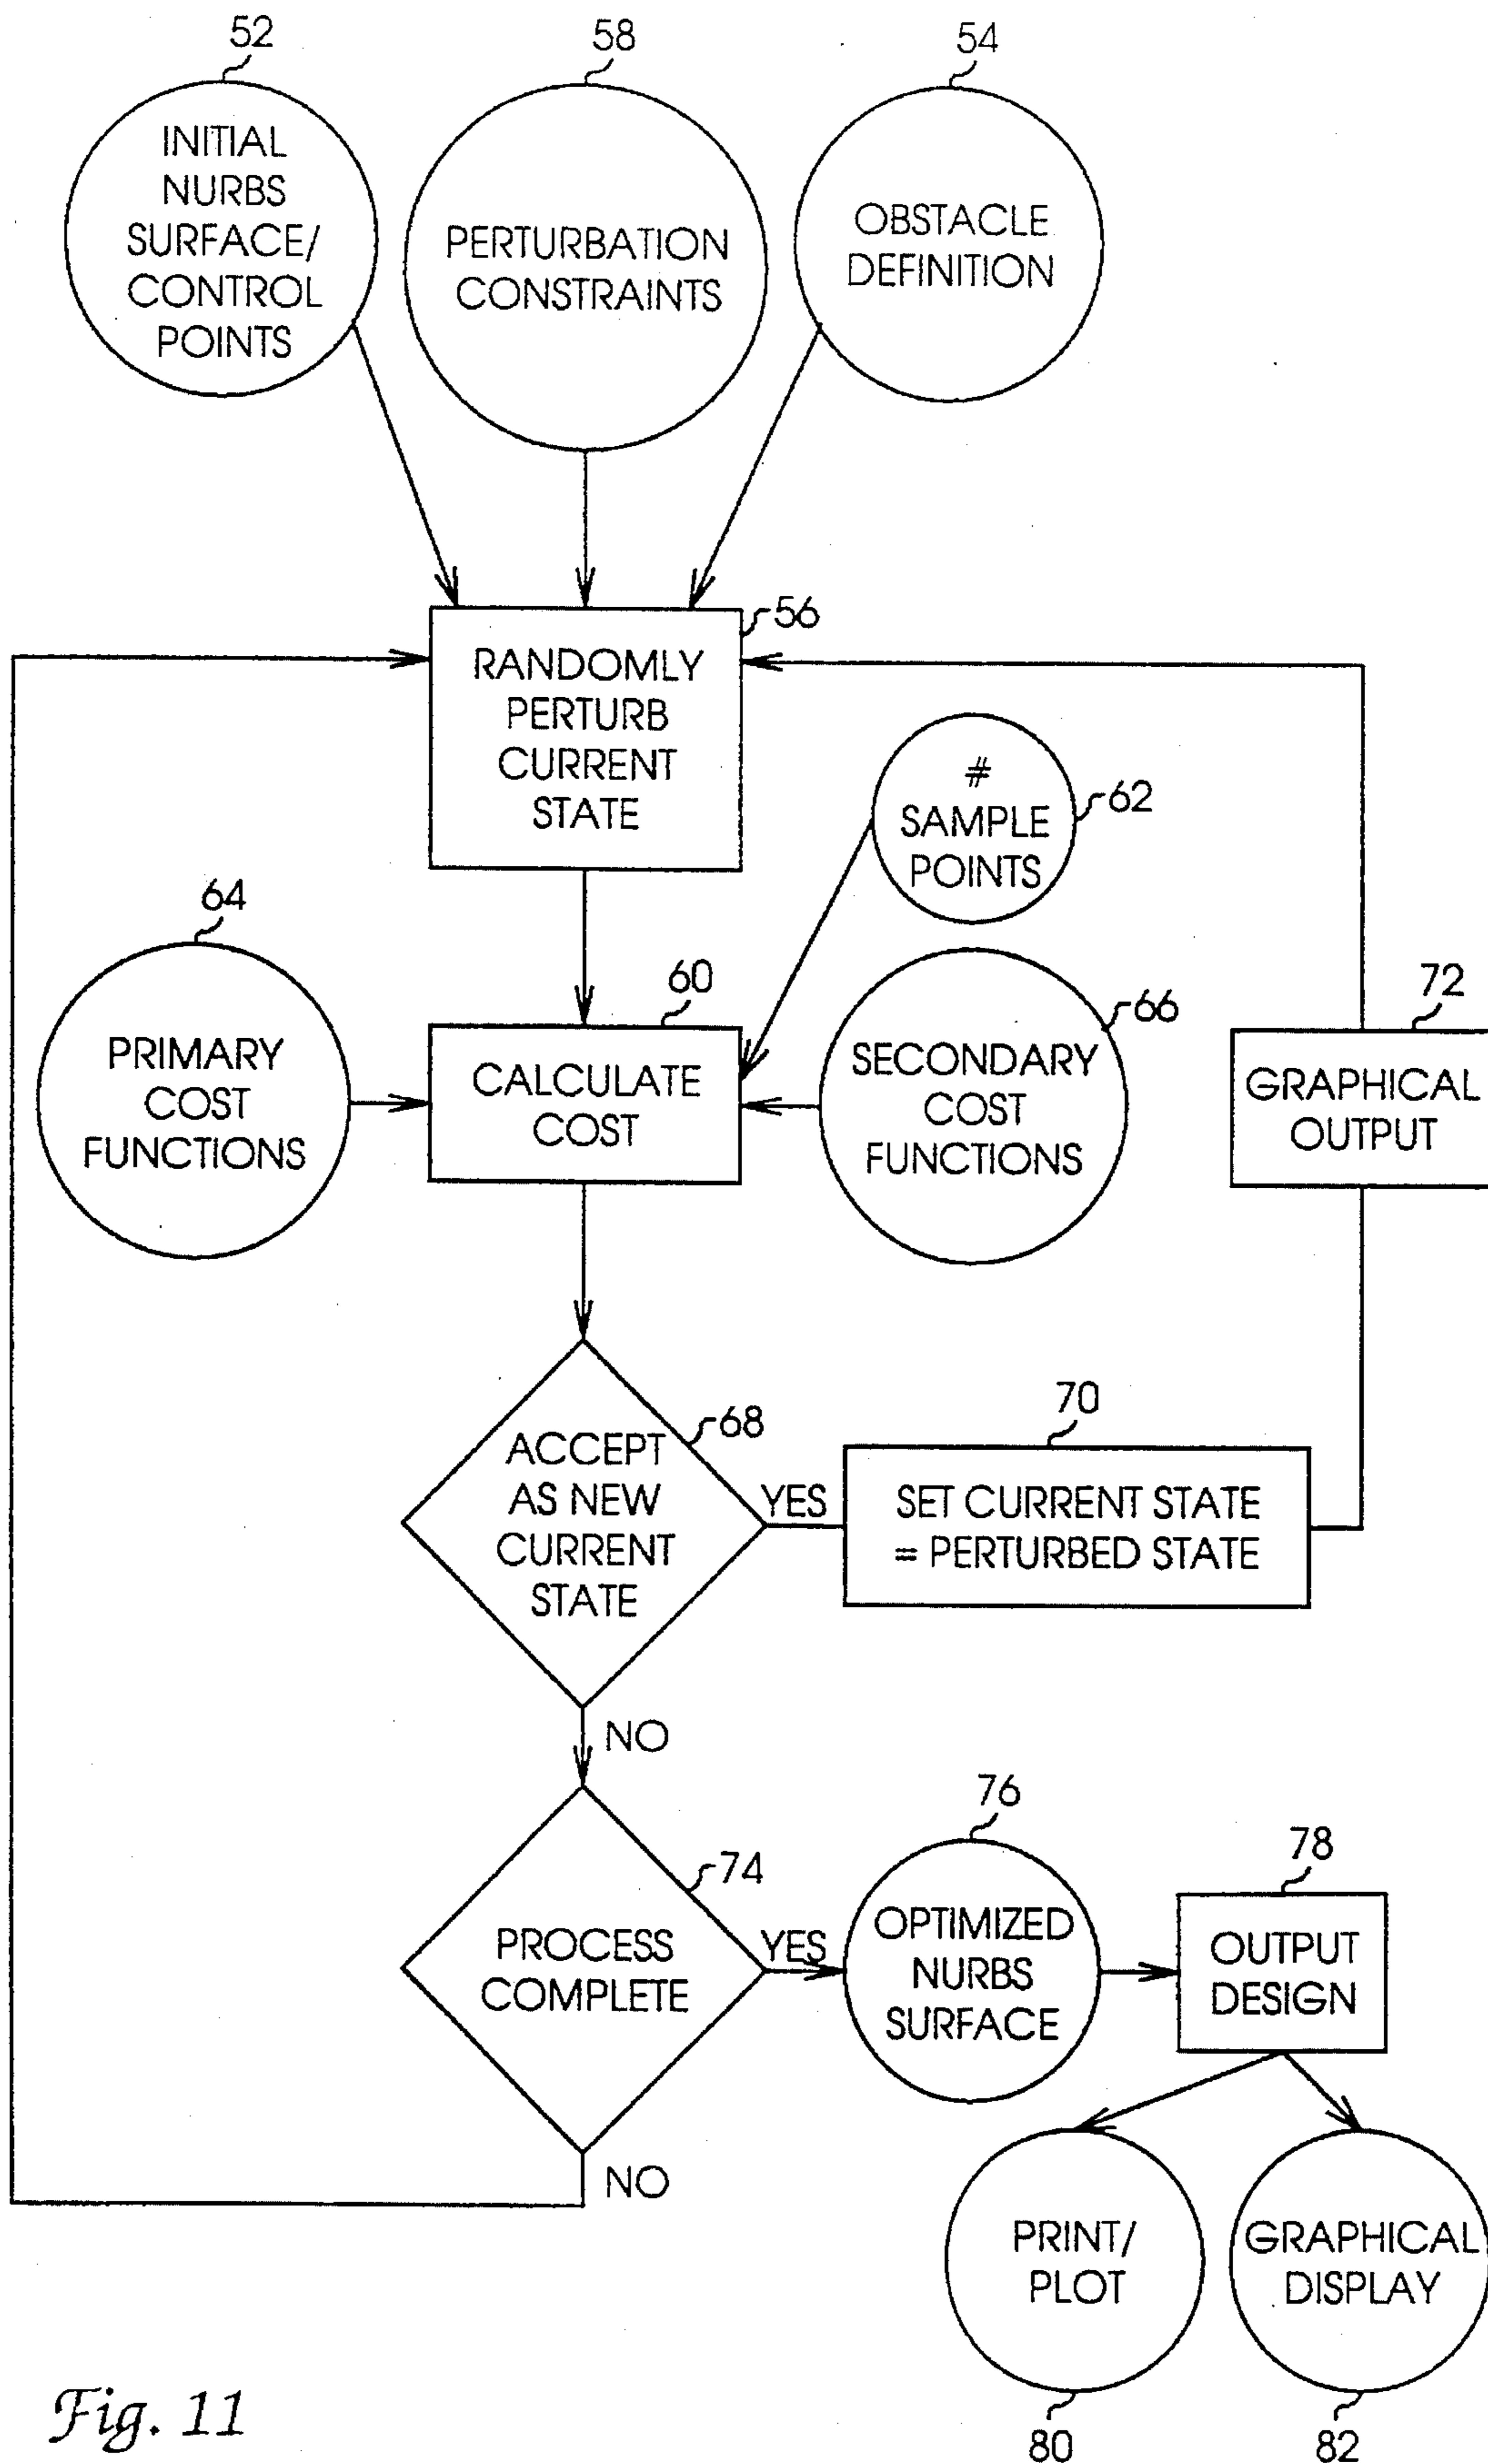 52
58
54
INITIAL
NURBS
SURFACE/
CONTROL
POINTS
PERTURBATION
CONSTRAINTS
OBSTACLE
DEFINITION
56
RANDOMLY
PERTURB
CURRENT
STATE
#
SAMPLE
POINTS
62
64
PRIMARY
COST
FUNCTIONS
60
CALCULATE
COST
66
SECONDARY
COST
FUNCTIONS
72
GRAPHICAL
OUTPUT
68
ACCEPT
AS NEW
CURRENT
STATE
YES
70
SET CURRENT STATE
= PERTURBED STATE
NO
74
PROCESS
COMPLETE
YES
76
OPTIMIZED
NURBS
SURFACE
78
OUTPUT
DESIGN
NO
PRINT/
PLOT
GRAPHICAL
DISPLAY
80
82
Fig. 11